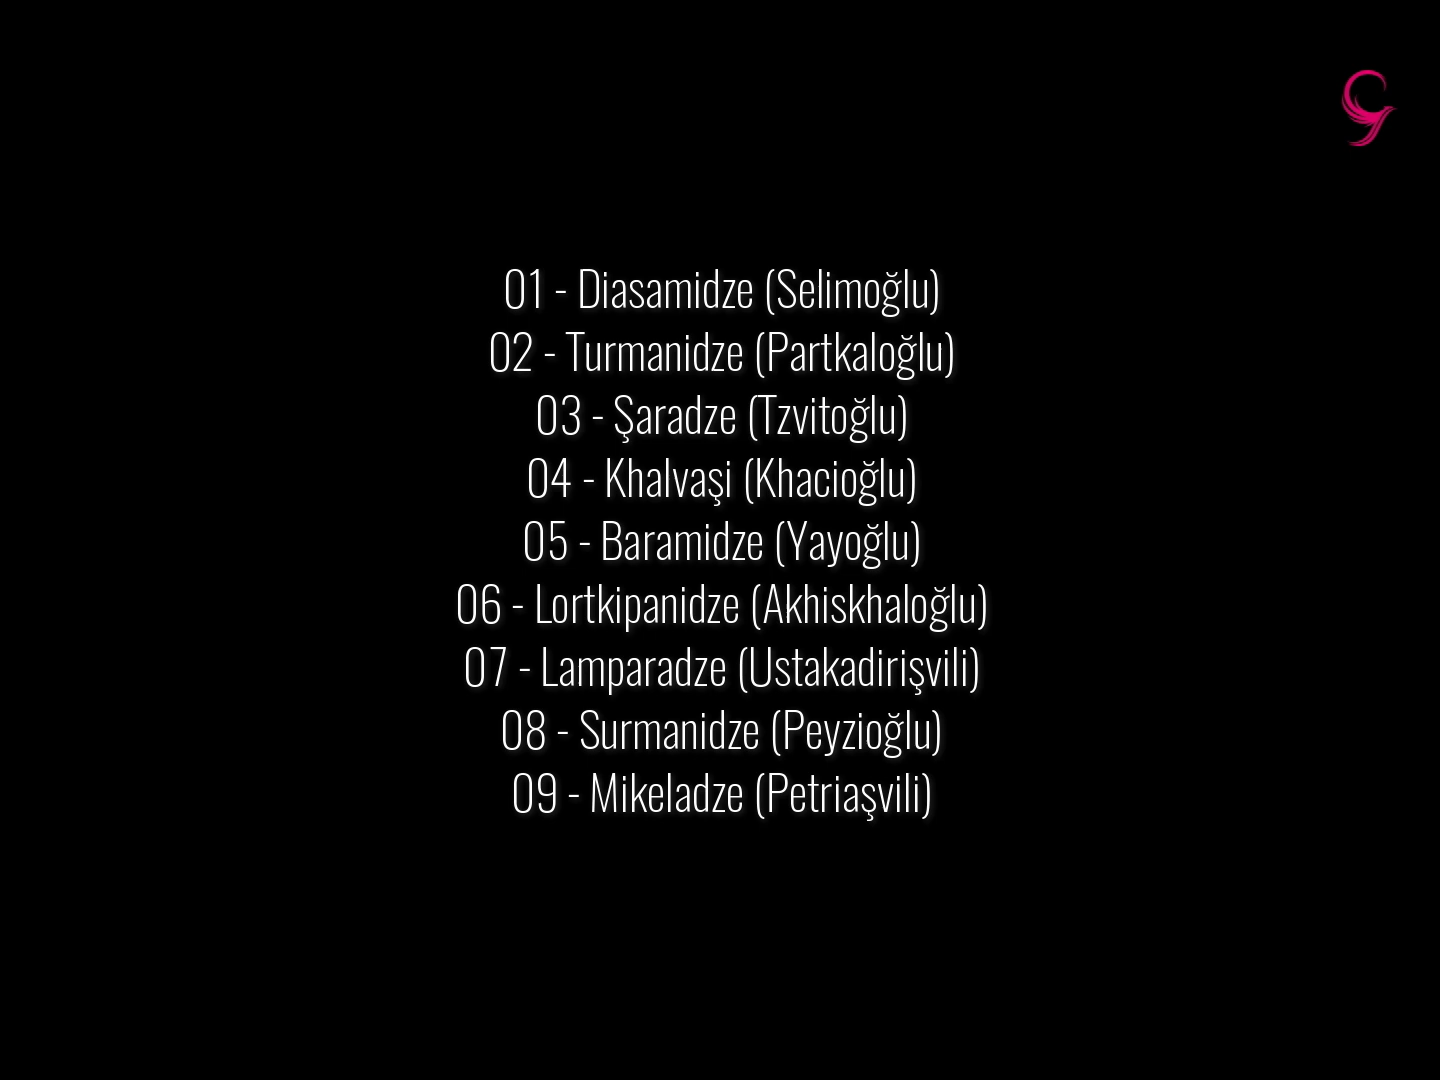 01 - Diasamidze (Selimoğlu)
02 - Turmanidze (Partkaloğlu)
03 - Şaradze (Tzvitoğlu)
04 - Khalvaşi (Khacioğlu)
05 - Baramidze (Yayoğlu)
06 - Lortkipanidze (Akhiskhaloğlu)
07 - Lamparadze (Ustakadirişvili)
08 - Surmanidze (Peyzioğlu)
09 - Mikeladze (Petriaşvili)